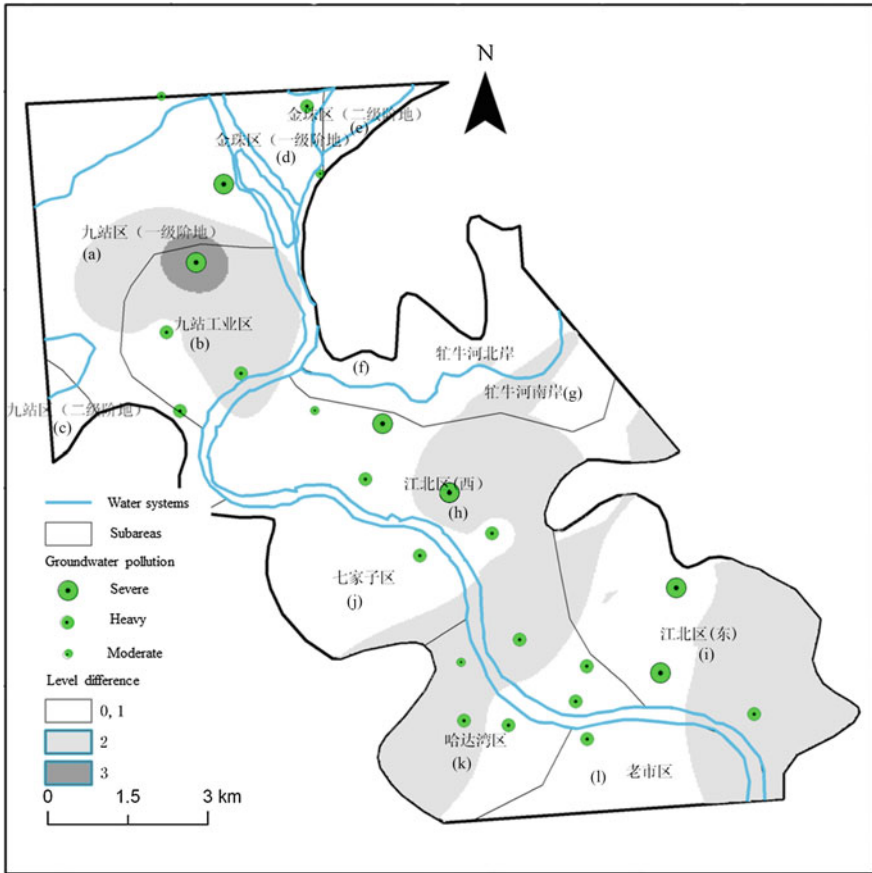 N
金珠区（二级阶地）
(e)
金珠区（一级阶地）
(d)
九站区（一级阶地）
(a)
九站工业区
(b)
(f)
牤牛河北岸
牤牛河南岸(g)
九站区（二级阶地）
(c)
江北区(西)
(h)
七家子区
(j)
江北区(东)
(i)
哈达湾区
(k)
(l) 老市区
Water systems
Subareas
Groundwater pollution
Severe
Heavy
Moderate
Level difference
0, 1
2
3
0 1.5 3 km